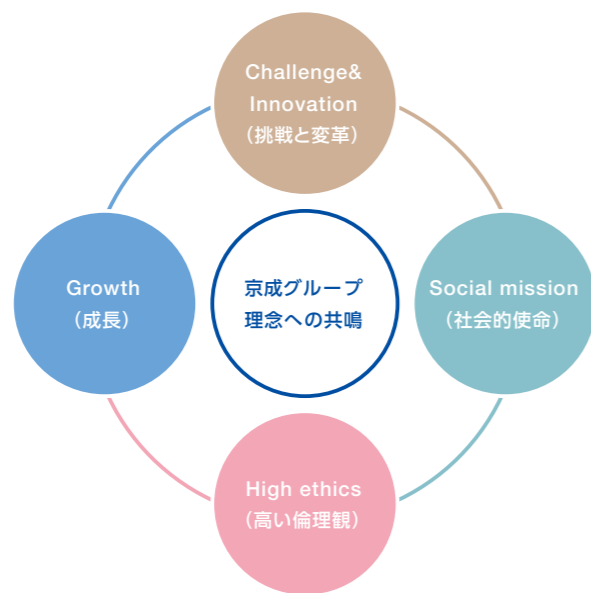 Challenge&
Innovation
（挑戦と変革）
Growth
（成長）
京成グループ
理念への共鳴
Social mission
（社会的使命）
High ethics
（高い倫理観）